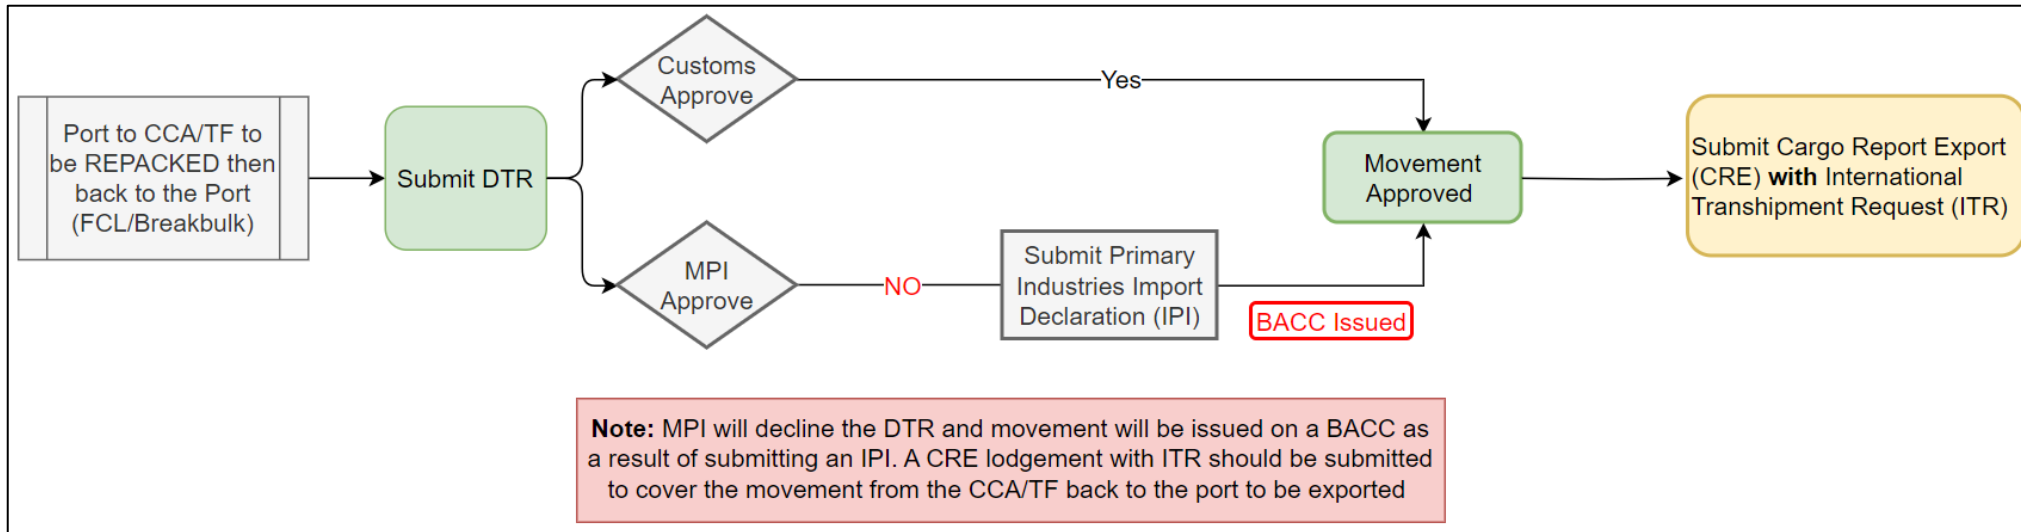 Port to CCA/TF to
be REPACKED then
back to the Port
(FCL/Breakbulk)
Submit DTR
Customs
Approve
Yes
MPI
Approve
NO
Submit Primary
Industries Import
Declaration (IPI)
BACC Issued
Movement
Approved
Submit Cargo Report Export
(CRE) with International
Transhipment Request (ITR)
Note: MPI will decline the DTR and movement will be issued on a BACC as
a result of submitting an IPI. A CRE lodgement with ITR should be submitted
to cover the movement from the CCA/TF back to the port to be exported